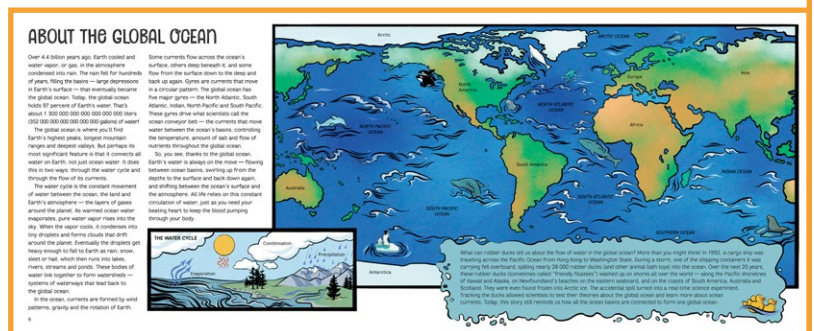 ABOUT THE GLOBAL OCEAN
Over 4.4 billion years ago, Earth cooled and
water vapor, or gas, in the atmosphere
condensed into rain. The rain fell for hundreds
of years, filling the basins — large depressions
in Earth's surface — that eventually became
the global ocean. Today, the global ocean
holds 97 percent of Earth's water. That's
about 1 300 000 000 000 000 000 000 liters
(352 000 000 000 000 000 000 gallons) of water!
The global ocean is where you'll find
Earth's highest peaks, longest mountain
ranges and deepest valleys. But perhaps its
most significant feature is that it connects all
water on Earth, not just ocean water. It does
this in two ways: through the water cycle and
through the flow of its currents.
The water cycle is the constant movement
of water between the ocean, the land and
Earth's atmosphere — the layers of gases
around the planet. As warmed ocean water
evaporates, pure water vapor rises into the
sky. When the vapor cools, it condenses into
tiny droplets and forms clouds that drift
around the planet. Eventually the droplets get
heavy enough to fall to Earth as rain, snow,
sleet or hail, which then runs into lakes,
rivers, streams and ponds. These bodies of
water link together to form watersheds —
systems of waterways that lead back to
the global ocean.
In the ocean, currents are formed by wind
patterns, gravity and the rotation of Earth.
Some currents flow across the ocean's
surface, others deep beneath it, and some
flow from the surface down to the deep and
back up again. Gyres are currents that move
in a circular pattern. The global ocean has
five major gyres — the North Atlantic, South
Atlantic, Indian, North Pacific and South Pacific.
These gyres drive what scientists call the
ocean conveyor belt — the currents that move
water between the ocean's basins, controlling
the temperature, amount of salt and flow of
nutrients throughout the global ocean.
So, you see, thanks to the global ocean,
Earth's water is always on the move — flowing
between ocean basins, swirling up from the
depths to the surface and back down again,
and shifting between the ocean's surface and
the atmosphere. All life relies on this constant
circulation of water, just as you need your
beating heart to keep the blood pumping
through your body.
THE WATER CYCLE
Condensation
Precipitation
Evaporation
Arctic
ARCTIC OCEAN
North
America
Europe
Asia
NORTH PACIFIC
OCEAN
NORTH ATLANTIC
OCEAN
Africa
South America
Australia
SOUTH PACIFIC
OCEAN
SOUTH ATLANTIC
OCEAN
INDIAN OCEAN
SOUTHERN OCEAN
Antarctica
What can rubber ducks tell us about the flow of water in the global ocean? More than you might think! In 1992, a cargo ship was
traveling across the Pacific Ocean from Hong Kong to Washington State. During a storm, one of the shipping containers it was
carrying fell overboard, spilling nearly 29 000 rubber ducks (and other animal bath toys) into the ocean. Over the next 20 years,
these rubber ducks (sometimes called "friendly floatees") washed up on shores all over the world — along the Pacific shorelines
of Hawaii and Alaska, on Newfoundland's beaches on the eastern seaboard, and on the coasts of South America, Australia and
Scotland. They were even found frozen into Arctic ice. The accidental spill turned into a real-time science experiment.
Tracking the ducks allowed scientists to test their theories about the global ocean and learn more about ocean
currents. Today, this story still reminds us how all the ocean basins are connected to form one global ocean.